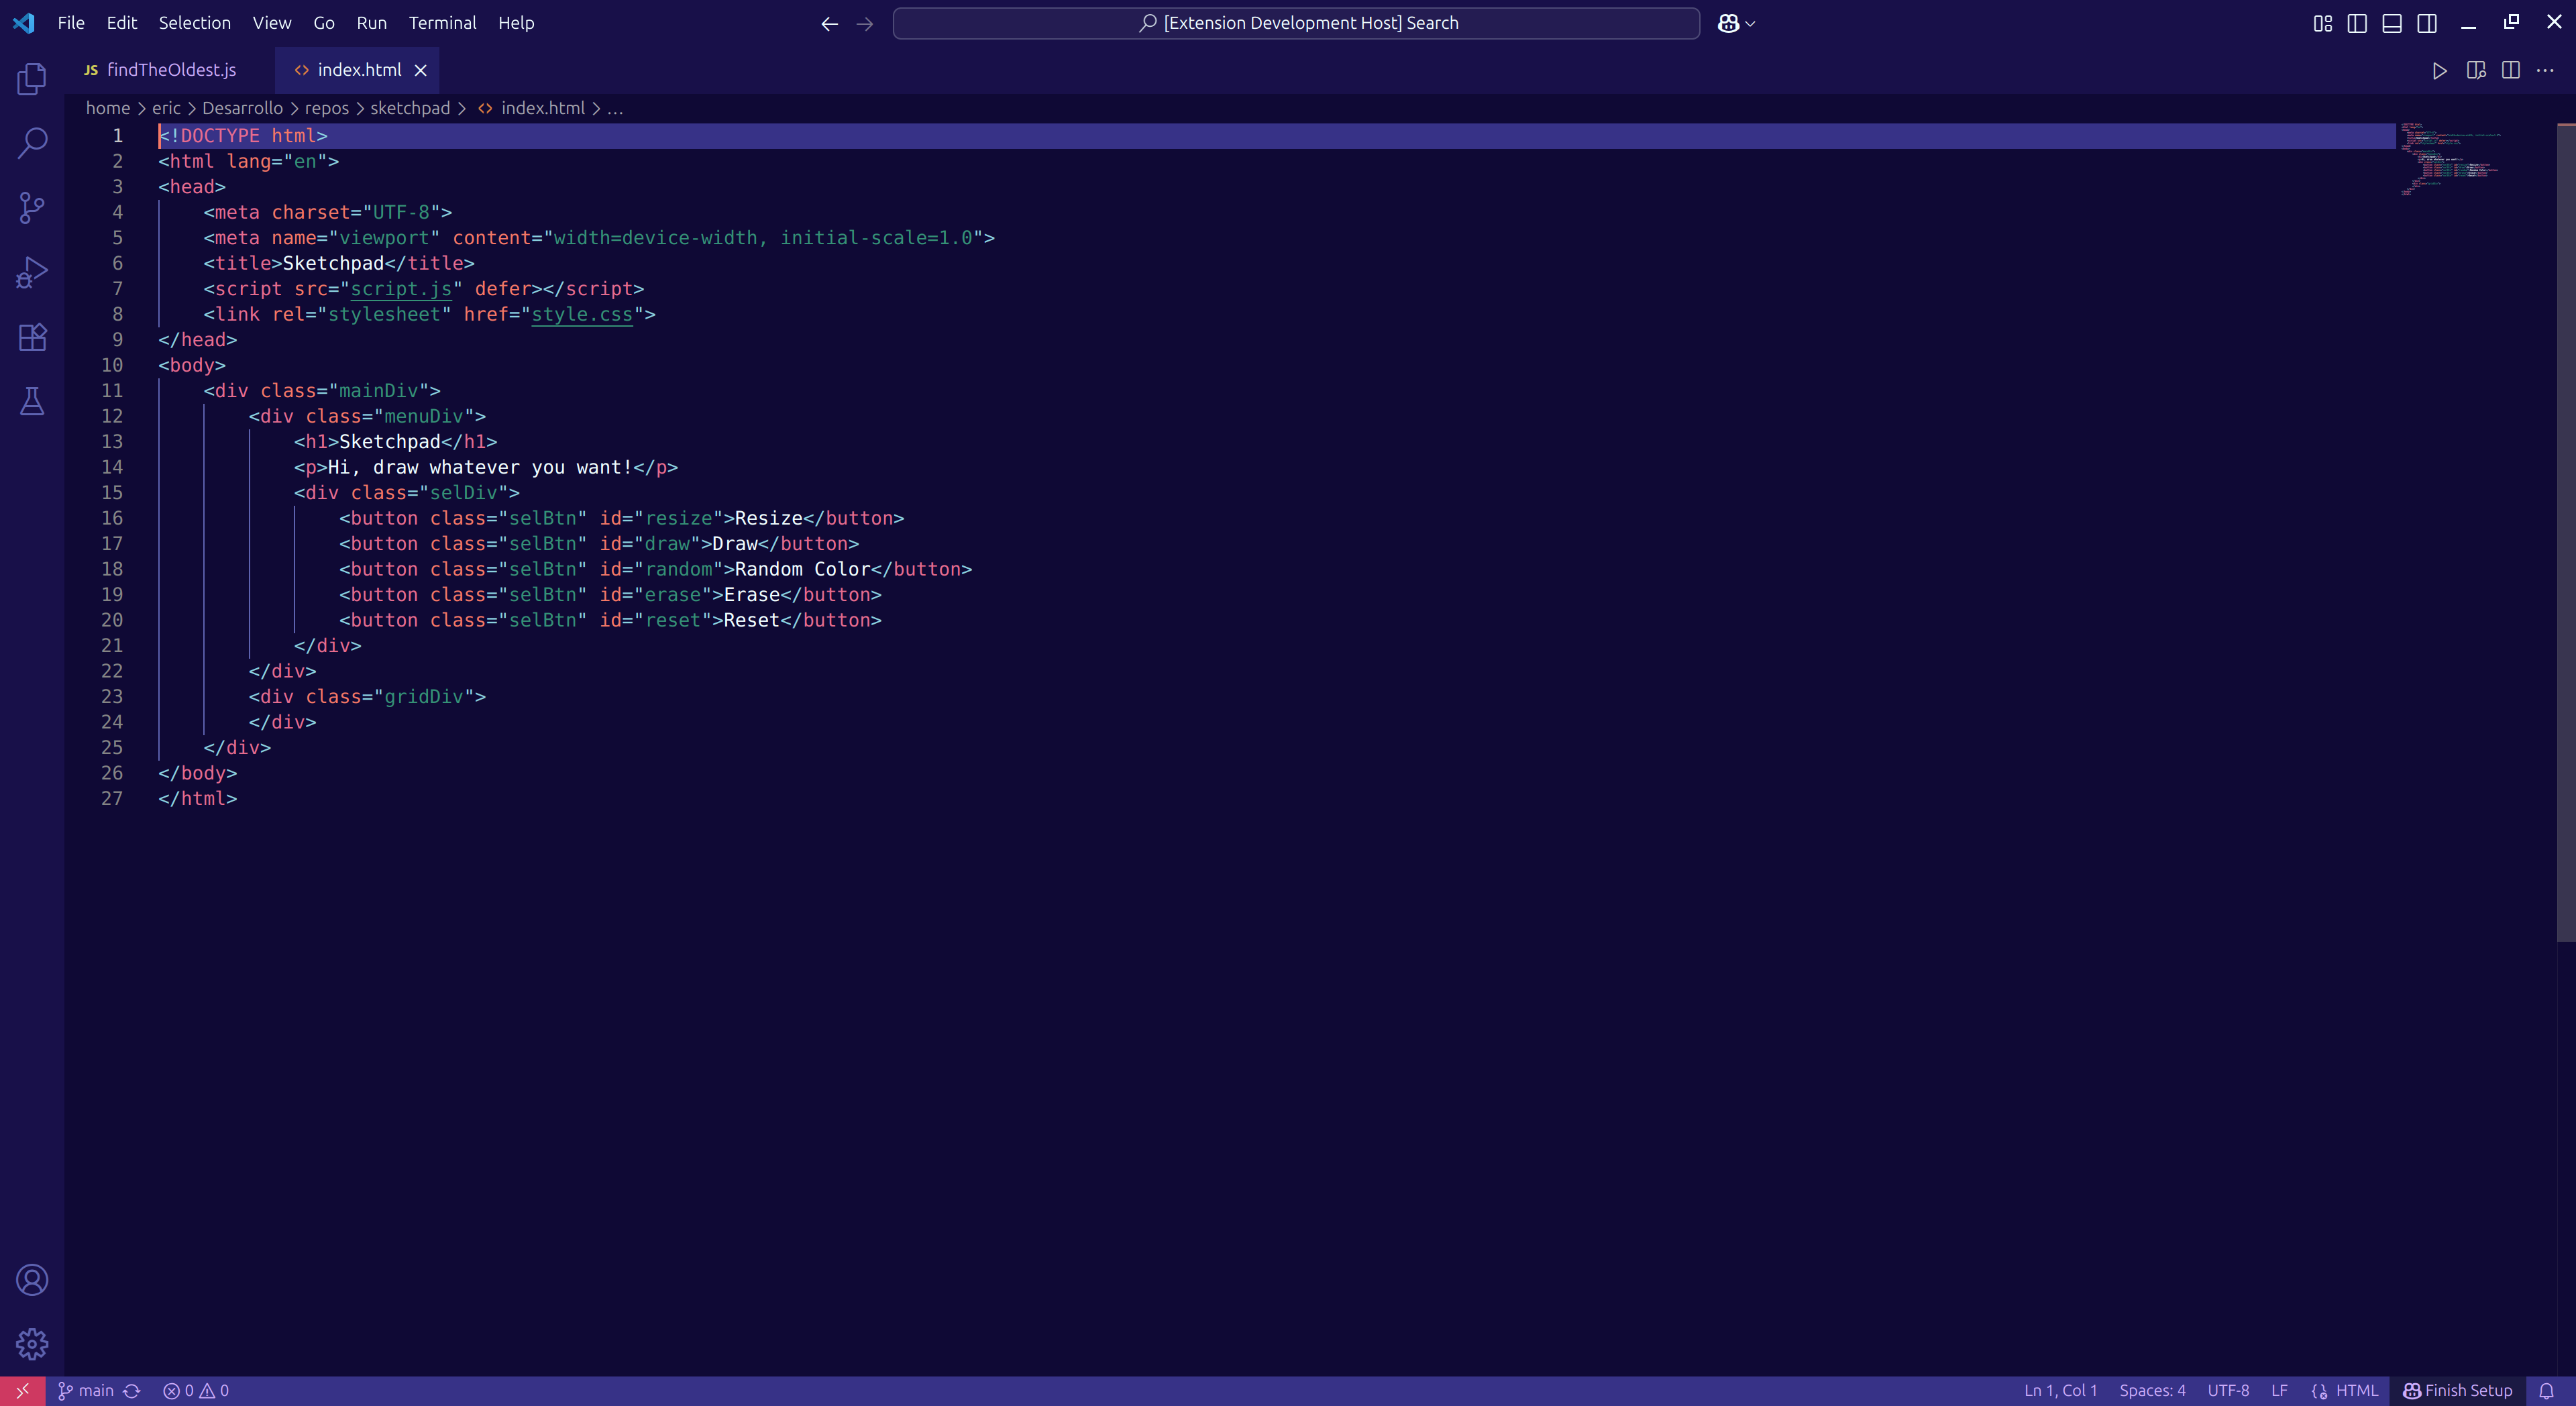 File Edit Selection View Go Run Terminal Help [Extension Development Host] Search
JS findTheOldest.js <> index.html
home > eric > Desarrollo > repos > sketchpad > <> index.html > ...
1 <!DOCTYPE html>
2 <html lang="en">
3 <head>
4     <meta charset="UTF-8">
5     <meta name="viewport" content="width=device-width, initial-scale=1.0">
6     <title>Sketchpad</title>
7     <script src="script.js" defer></script>
8     <link rel="stylesheet" href="style.css">
9 </head>
10 <body>
11     <div class="mainDiv">
12         <div class="menuDiv">
13             <h1>Sketchpad</h1>
14             <p>Hi, draw whatever you want!</p>
15             <div class="selDiv">
16                 <button class="selBtn" id="resize">Resize</button>
17                 <button class="selBtn" id="draw">Draw</button>
18                 <button class="selBtn" id="random">Random Color</button>
19                 <button class="selBtn" id="erase">Erase</button>
20                 <button class="selBtn" id="reset">Reset</button>
21             </div>
22         </div>
23         <div class="gridDiv">
24         </div>
25     </div>
26 </body>
27 </html>
main 0 0 Ln 1, Col 1 Spaces: 4 UTF-8 LF HTML Finish Setup